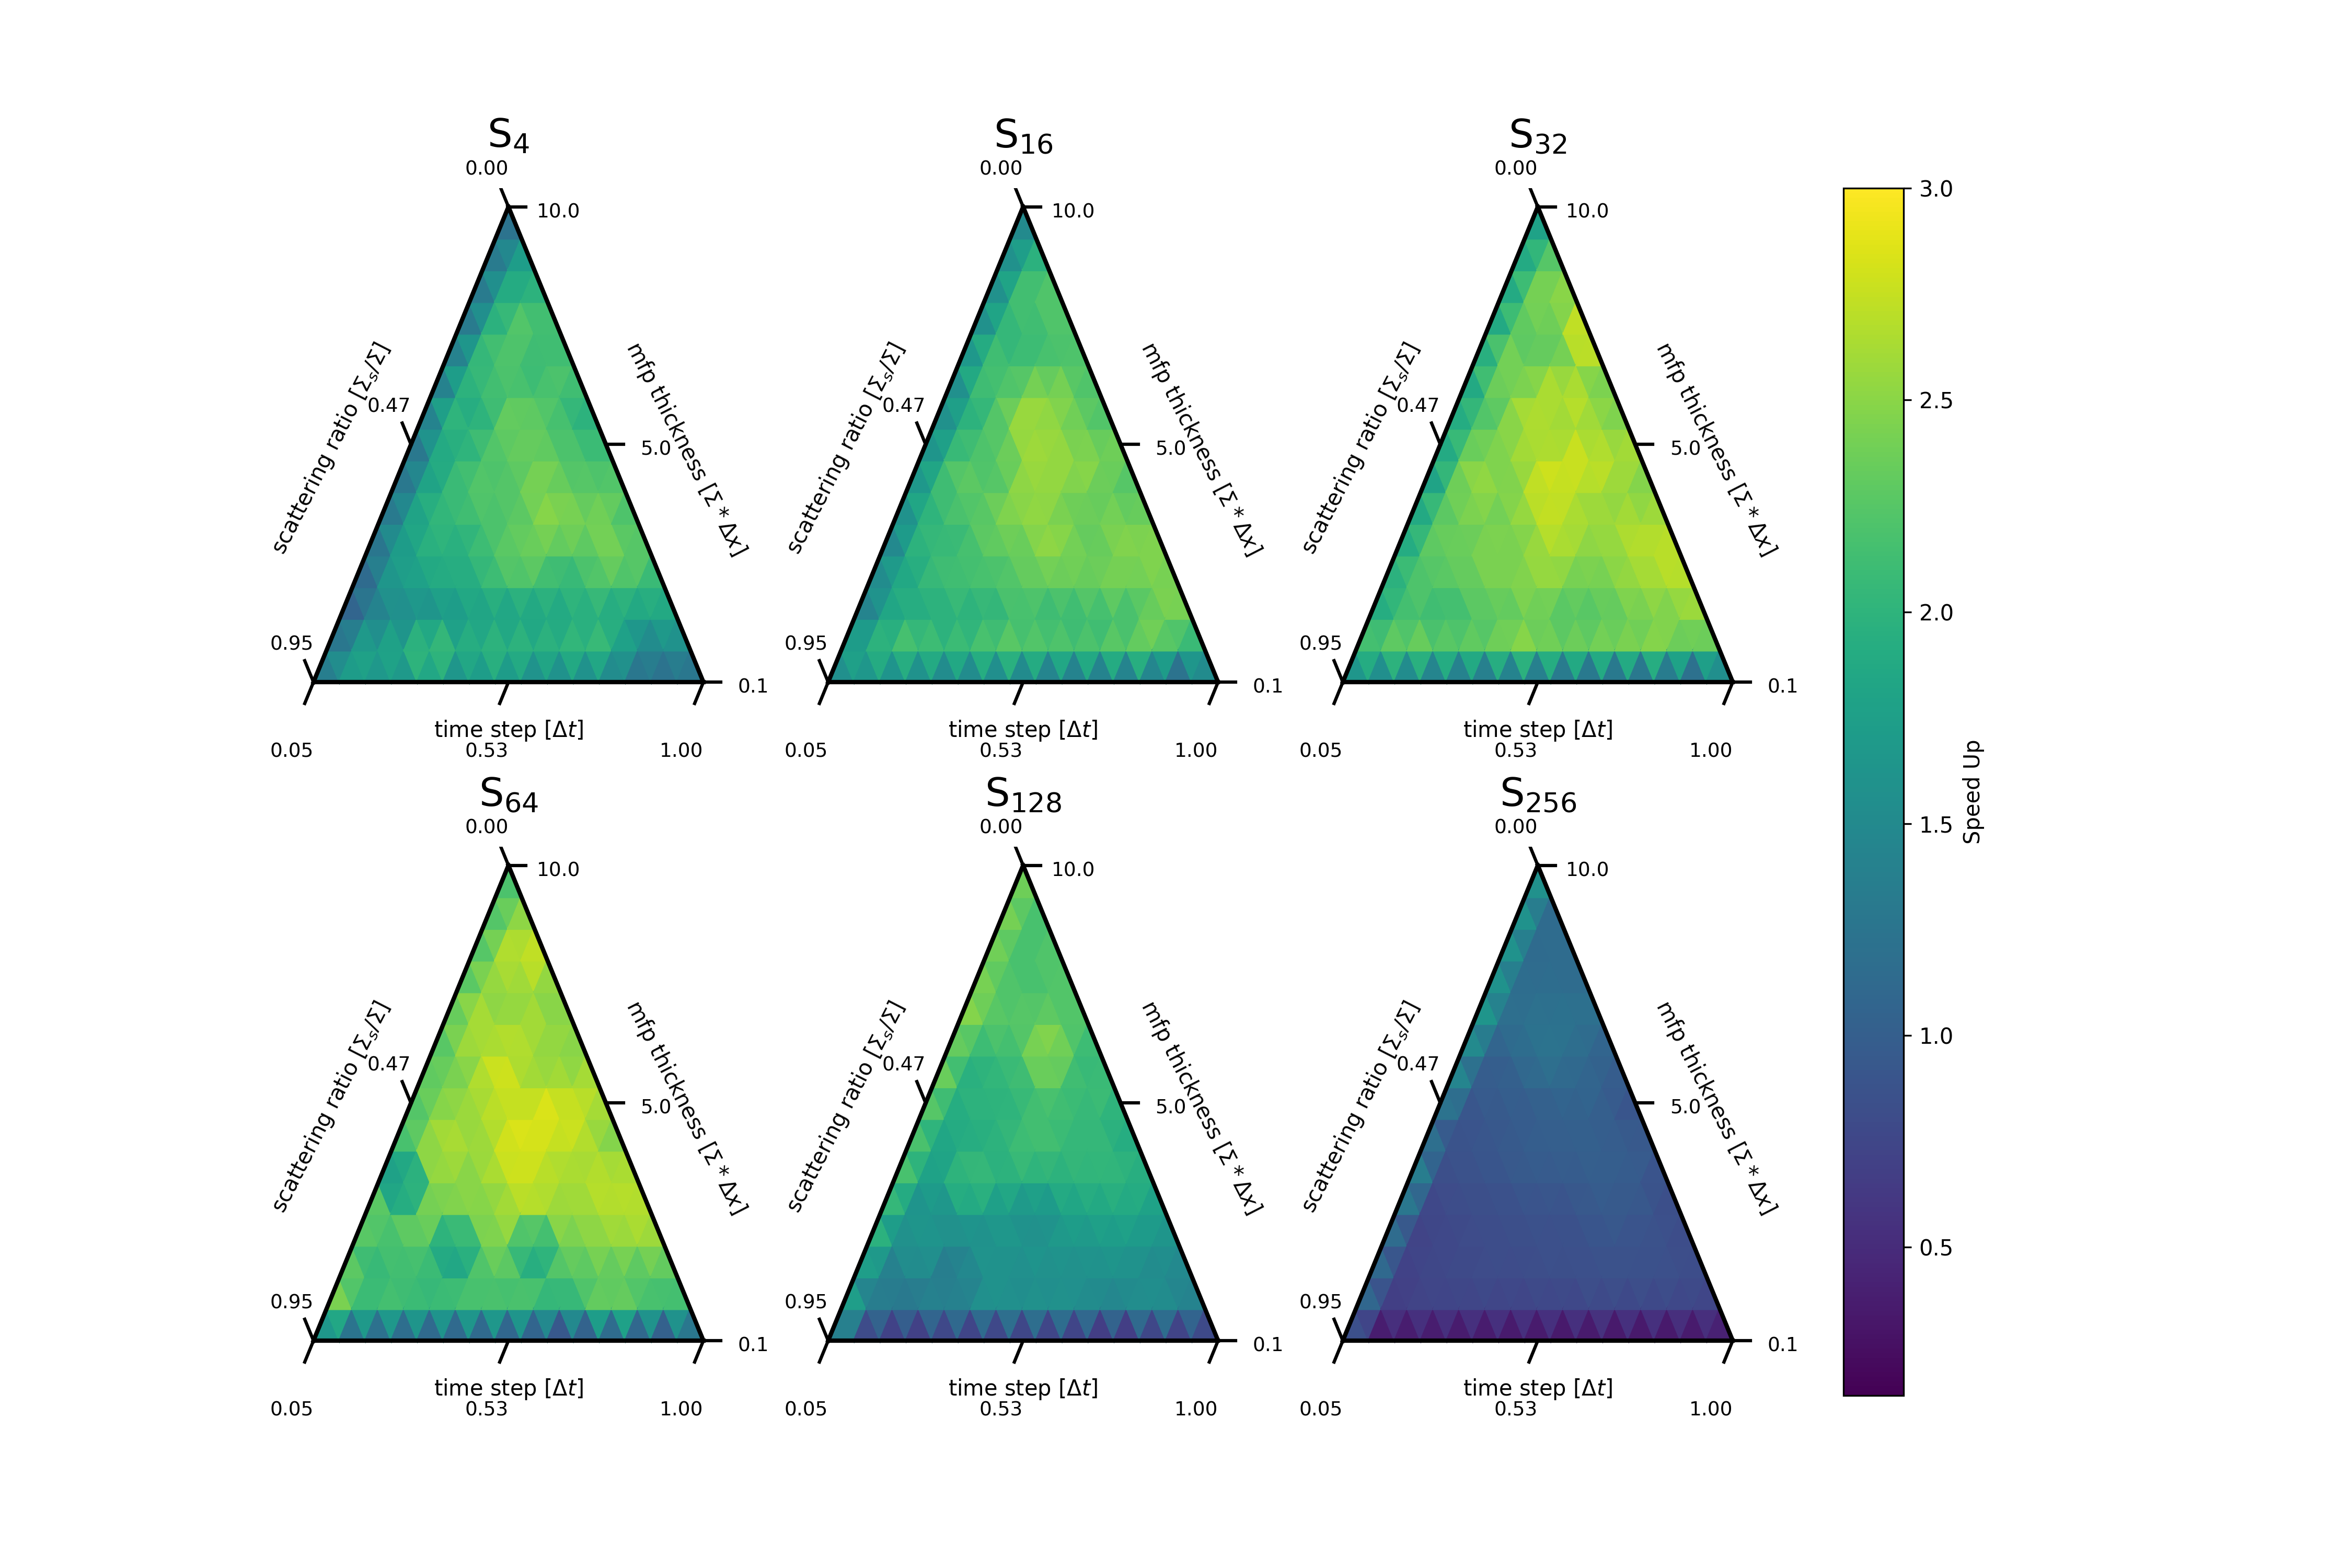 S₄
0.00
10.0
scattering ratio [Σₛ/Σ]
0.47
mfp thickness [Σ * Δx]
5.0
0.95
0.1
time step [Δt]
0.05
0.53
1.00
S₁₆
0.00
10.0
scattering ratio [Σₛ/Σ]
0.47
mfp thickness [Σ * Δx]
5.0
0.95
0.1
time step [Δt]
0.05
0.53
1.00
S₃₂
0.00
10.0
scattering ratio [Σₛ/Σ]
0.47
mfp thickness [Σ * Δx]
5.0
0.95
0.1
time step [Δt]
0.05
0.53
1.00
S₆₄
0.00
10.0
scattering ratio [Σₛ/Σ]
0.47
mfp thickness [Σ * Δx]
5.0
0.95
0.1
time step [Δt]
0.05
0.53
1.00
S₁₂₈
0.00
10.0
scattering ratio [Σₛ/Σ]
0.47
mfp thickness [Σ * Δx]
5.0
0.95
0.1
time step [Δt]
0.05
0.53
1.00
S₂₅₆
0.00
10.0
scattering ratio [Σₛ/Σ]
0.47
mfp thickness [Σ * Δx]
5.0
0.95
0.1
time step [Δt]
0.05
0.53
1.00
3.0
2.5
2.0
1.5
1.0
0.5
Speed Up